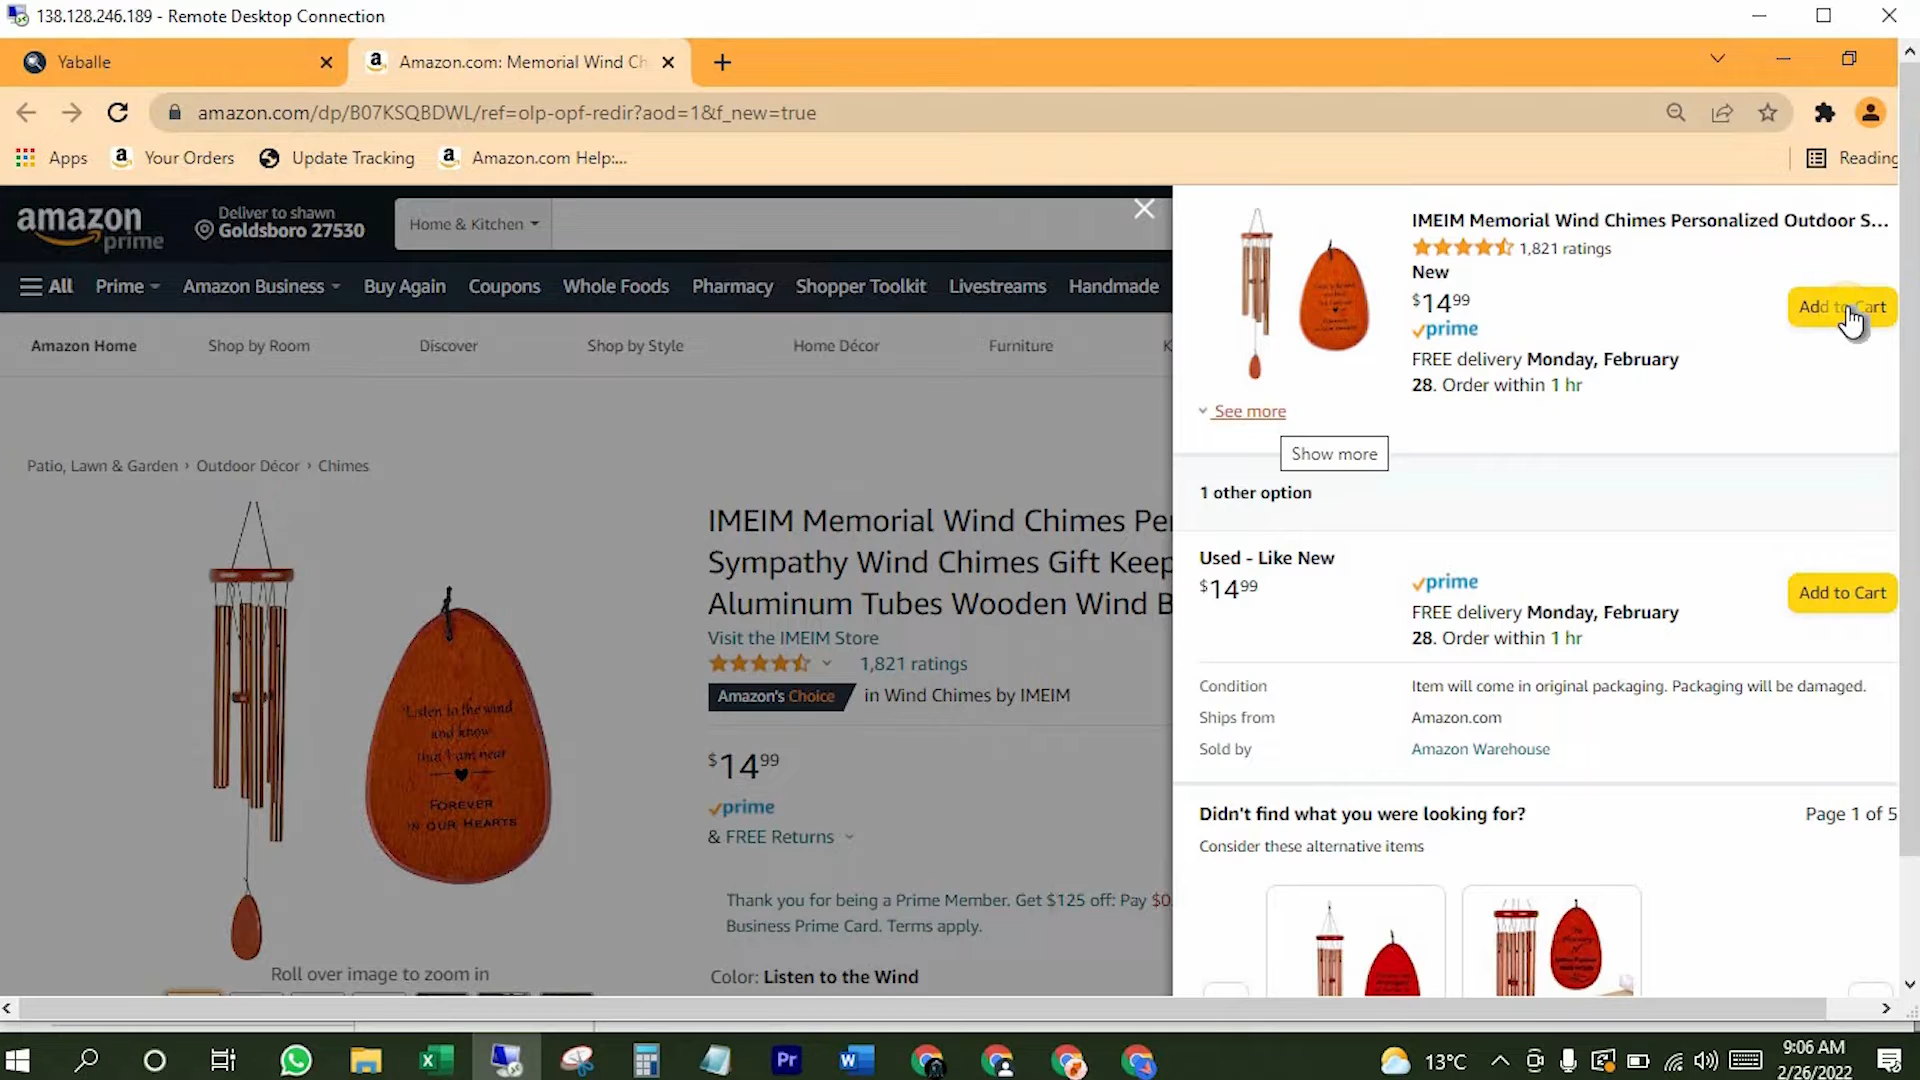 138.128.246.189 - Remote Desktop Connection
Yaballe
Amazon.com: Memorial Wind Ch
amazon.com/dp/B07KSQBDWL/ref=olp-opf-redir?aod=1&f_new=true
Apps
Your Orders
Update Tracking
Amazon.com Help:...
Reading
amazon
prime
Deliver to shawn
Goldsboro 27530
Home & Kitchen
All
Prime
Amazon Business
Buy Again
Coupons
Whole Foods
Pharmacy
Shopper Toolkit
Livestreams
Handmade
Amazon Home
Shop by Room
Discover
Shop by Style
Home Décor
Furniture
K
Patio, Lawn & Garden › Outdoor Décor › Chimes
Listen to the wind
and know
that I am near
FOREVER
IN OUR HEARTS
Roll over image to zoom in
IMEIM Memorial Wind Chimes Per
Sympathy Wind Chimes Gift Keep
Aluminum Tubes Wooden Wind B
Visit the IMEIM Store
1,821 ratings
Amazon's Choice in Wind Chimes by IMEIM
$14 99
prime
& FREE Returns
Thank you for being a Prime Member. Get $125 off: Pay $0.
Business Prime Card. Terms apply.
Color: Listen to the Wind
IMEIM Memorial Wind Chimes Personalized Outdoor S...
1,821 ratings
New
$14 99
prime
FREE delivery Monday, February
28. Order within 1 hr
Add to Cart
See more
Show more
1 other option
Used - Like New
$14 99
prime
FREE delivery Monday, February
28. Order within 1 hr
Add to Cart
Condition
Item will come in original packaging. Packaging will be damaged.
Ships from
Amazon.com
Sold by
Amazon Warehouse
Didn't find what you were looking for?
Page 1 of 5
Consider these alternative items
Pr
13°C
9:06 AM
2/26/2022